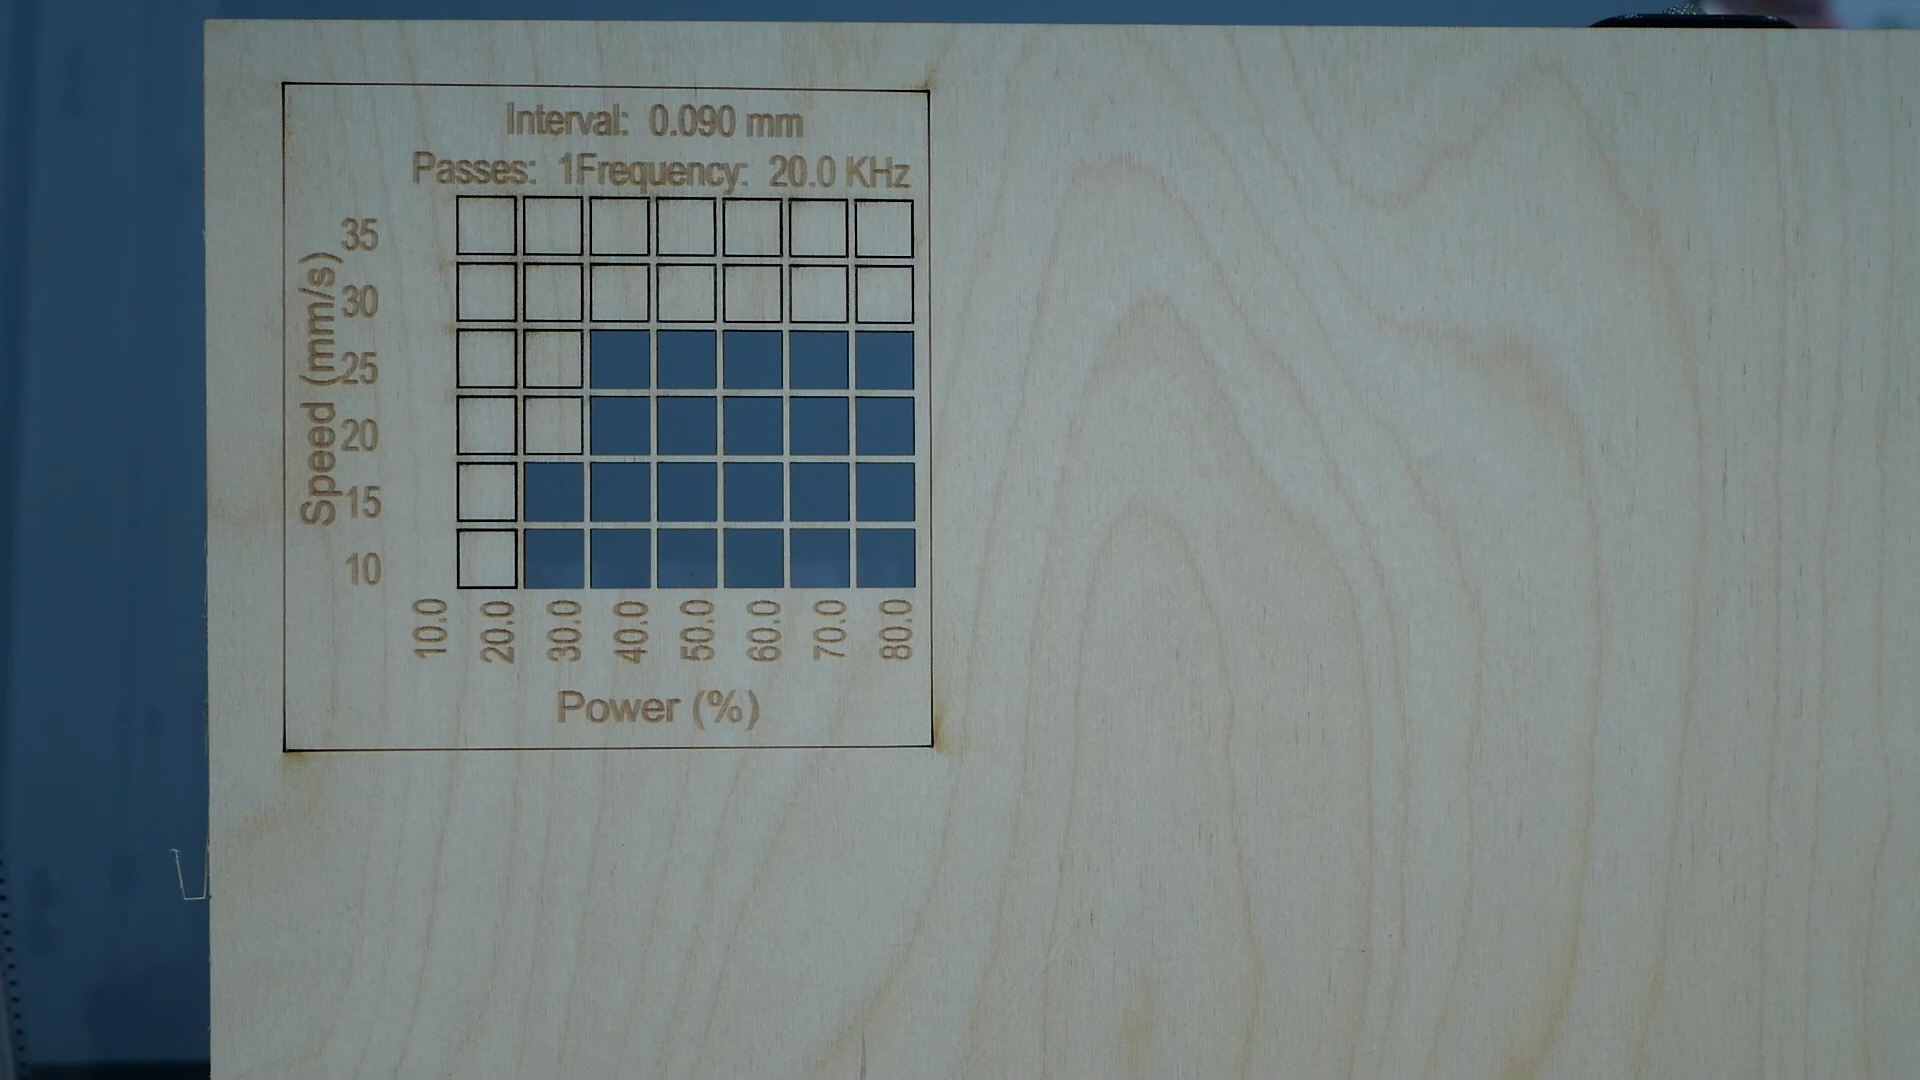 Interval: 0.090 mm
Passes: 1Frequency: 20.0 KHz
Speed (mm/s)
35
30
25
20
15
10
10.0 20.0 30.0 40.0 50.0 60.0 70.0 80.0
Power (%)